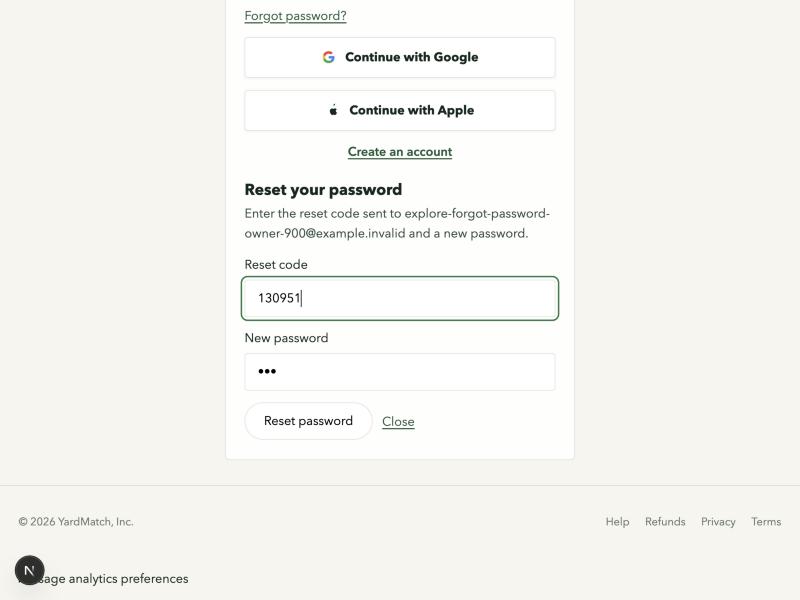 Forgot password?
Continue with Google
Continue with Apple
Create an account
Reset your password
Enter the reset code sent to explore-forgot-password-
owner-900@example.invalid and a new password.
Reset code
130951
New password
•••
Reset password Close
© 2026 YardMatch, Inc. Help Refunds Privacy Terms
N
age analytics preferences